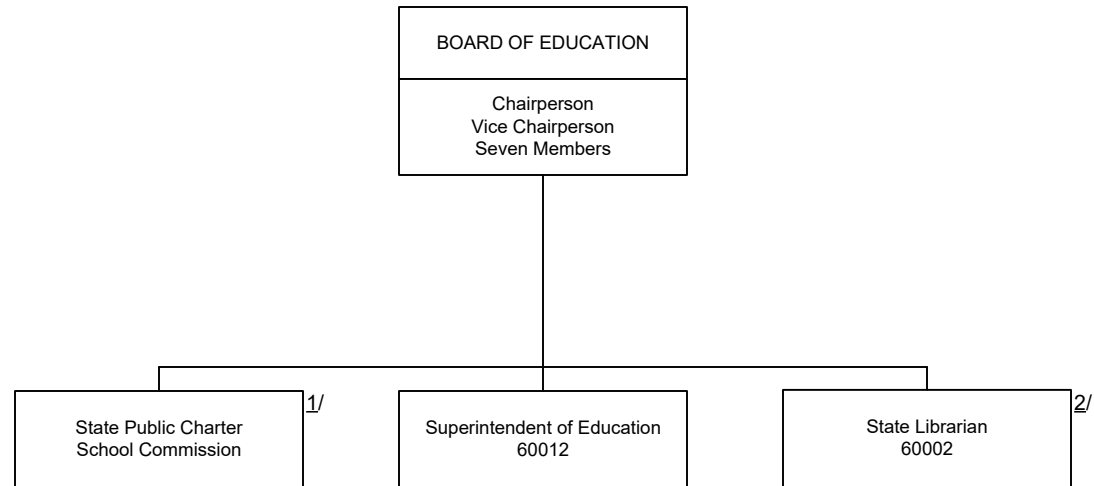 BOARD OF EDUCATION
Chairperson
Vice Chairperson
Seven Members
State Public Charter
School Commission
1/
Superintendent of Education
60012
State Librarian
60002
2/